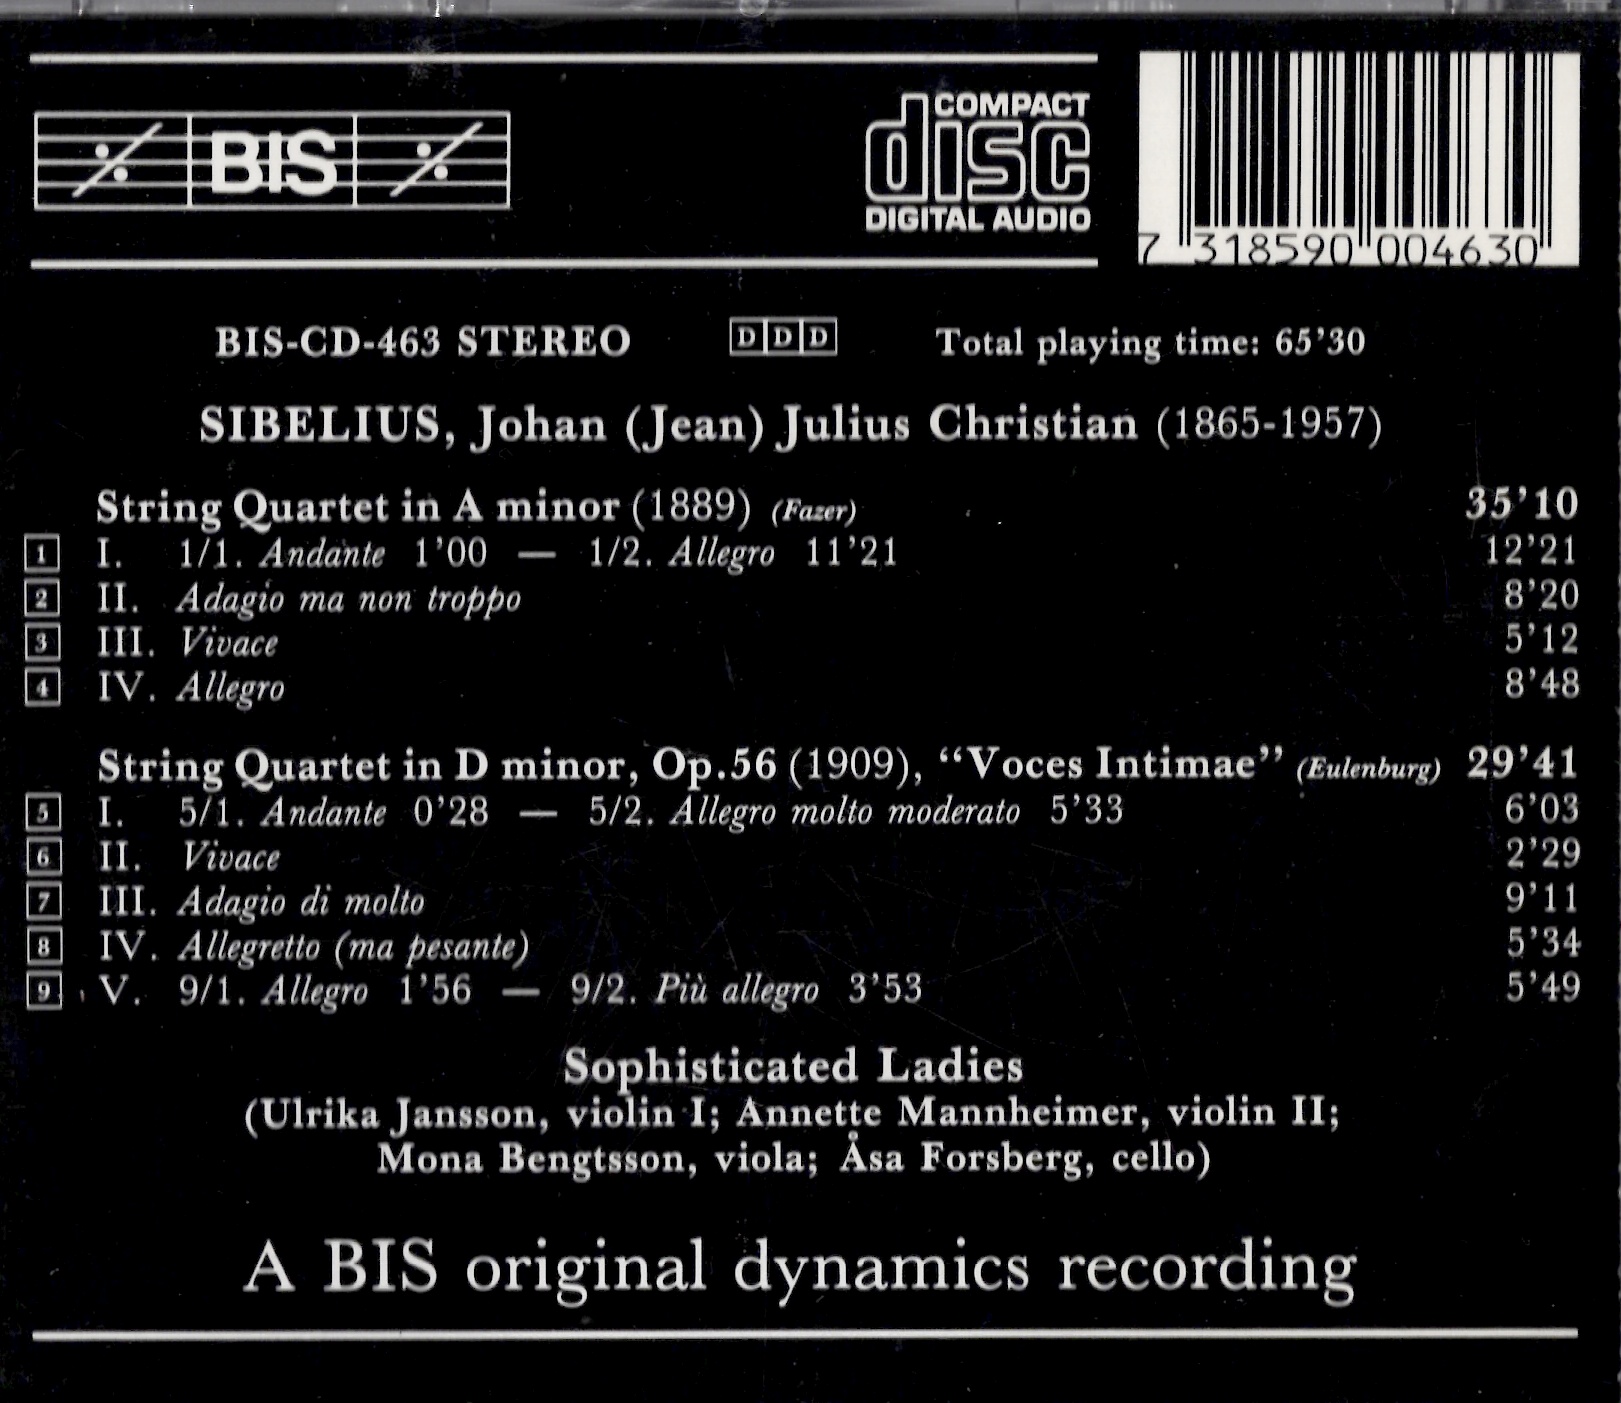 BIS
COMPACT
disc
DIGITAL AUDIO
7 318590 004630
BIS-CD-463 STEREO DDD Total playing time: 65'30
SIBELIUS, Johan (Jean) Julius Christian (1865-1957)
String Quartet in A minor (1889) (Fazer) 35'10
1 I. 1/1. Andante 1'00 — 1/2. Allegro 11'21 12'21
2 II. Adagio ma non troppo 8'20
3 III. Vivace 5'12
4 IV. Allegro 8'48
String Quartet in D minor, Op.56 (1909), “Voces Intimae” (Eulenburg) 29'41
5 I. 5/1. Andante 0'28 — 5/2. Allegro molto moderato 5'33 6'03
6 II. Vivace 2'29
7 III. Adagio di molto 9'11
8 IV. Allegretto (ma pesante) 5'34
9 V. 9/1. Allegro 1'56 — 9/2. Più allegro 3'53 5'49
Sophisticated Ladies
(Ulrika Jansson, violin I; Annette Mannheimer, violin II;
Mona Bengtsson, viola; Åsa Forsberg, cello)
A BIS original dynamics recording